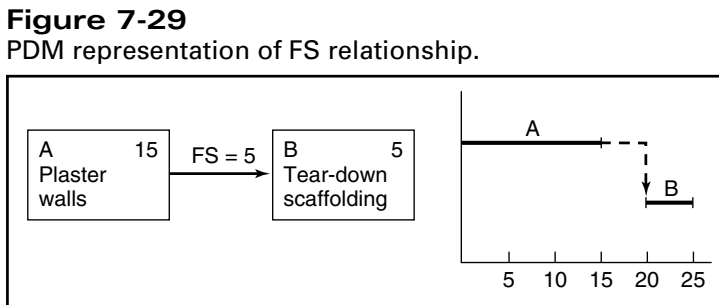 Figure 7-29
PDM representation of FS relationship.
A 15
Plaster
walls
FS = 5
B 5
Tear-down
scaffolding
A
B
5 10 15 20 25